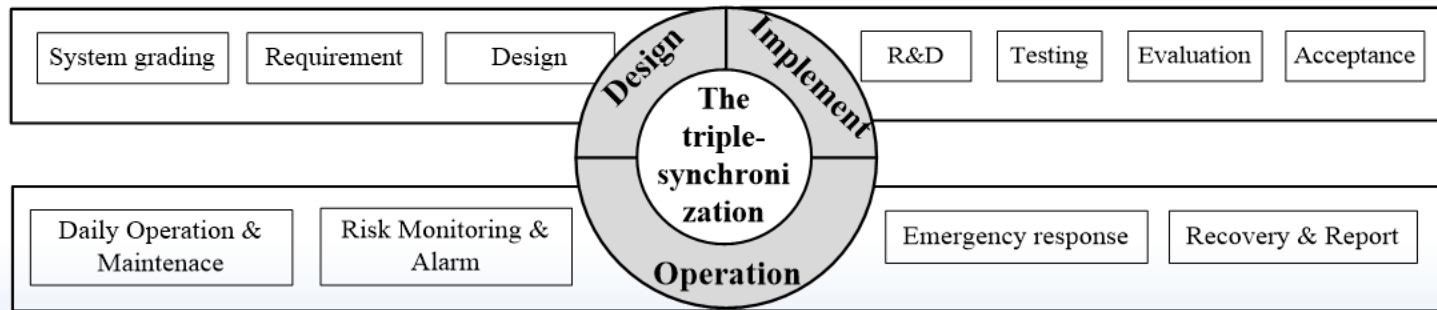 System grading
Requirement
Design
Design
Implement
R&D
Testing
Evaluation
Acceptance
The
triple-
synchroni
zation
Daily Operation &
Maintenace
Risk Monitoring &
Alarm
Operation
Emergency response
Recovery & Report